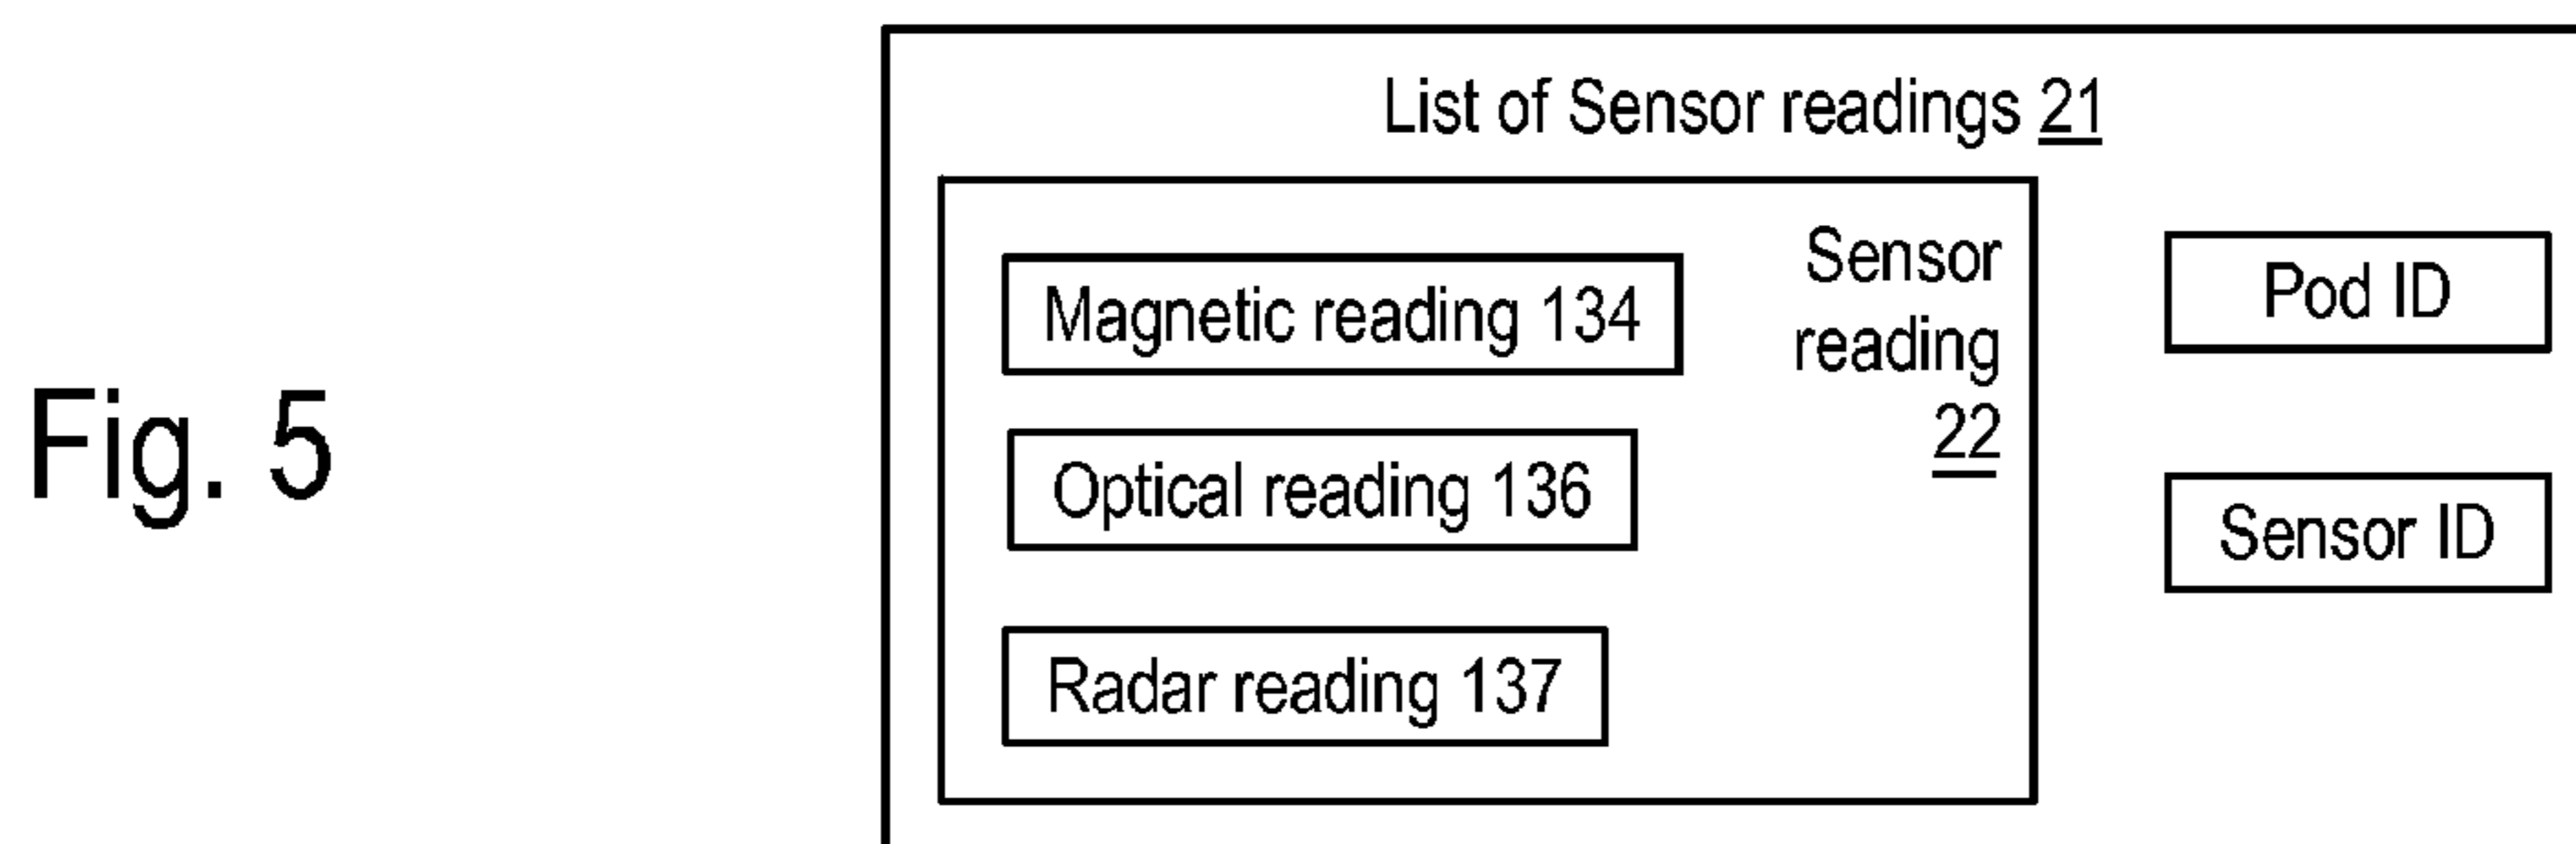 List of Sensor readings 21
Sensor
reading
22
Magnetic reading 134
Optical reading 136
Radar reading 137
Pod ID
Sensor ID
Fig. 5